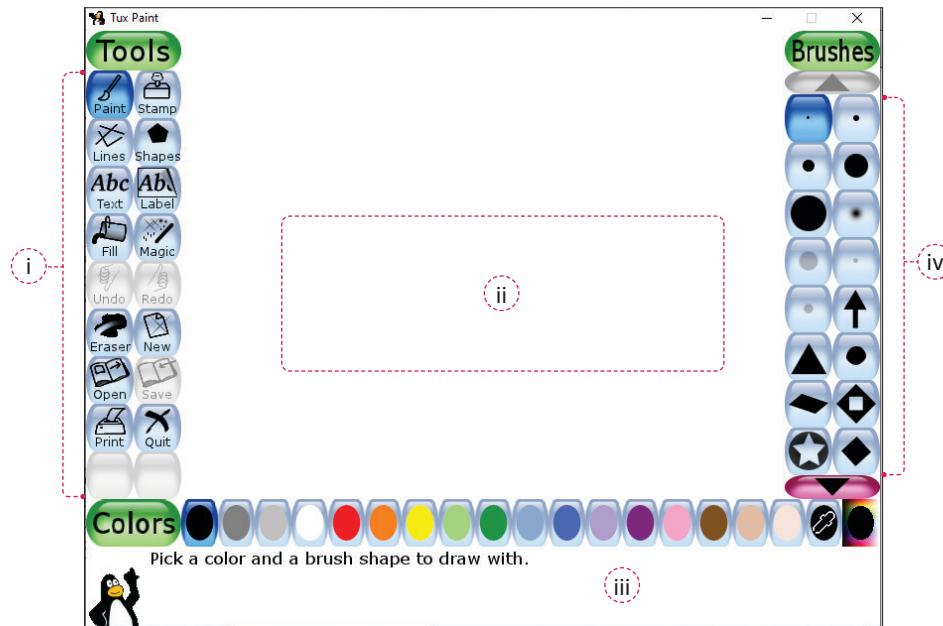 Tux Paint
Tools
Brushes
Paint Stamp
Lines Shapes
Abc Abc
Text Label
Fill Magic
Undo Redo
Eraser New
Open Save
Print Quit
i
ii
iv
Colors
Pick a color and a brush shape to draw with.
iii